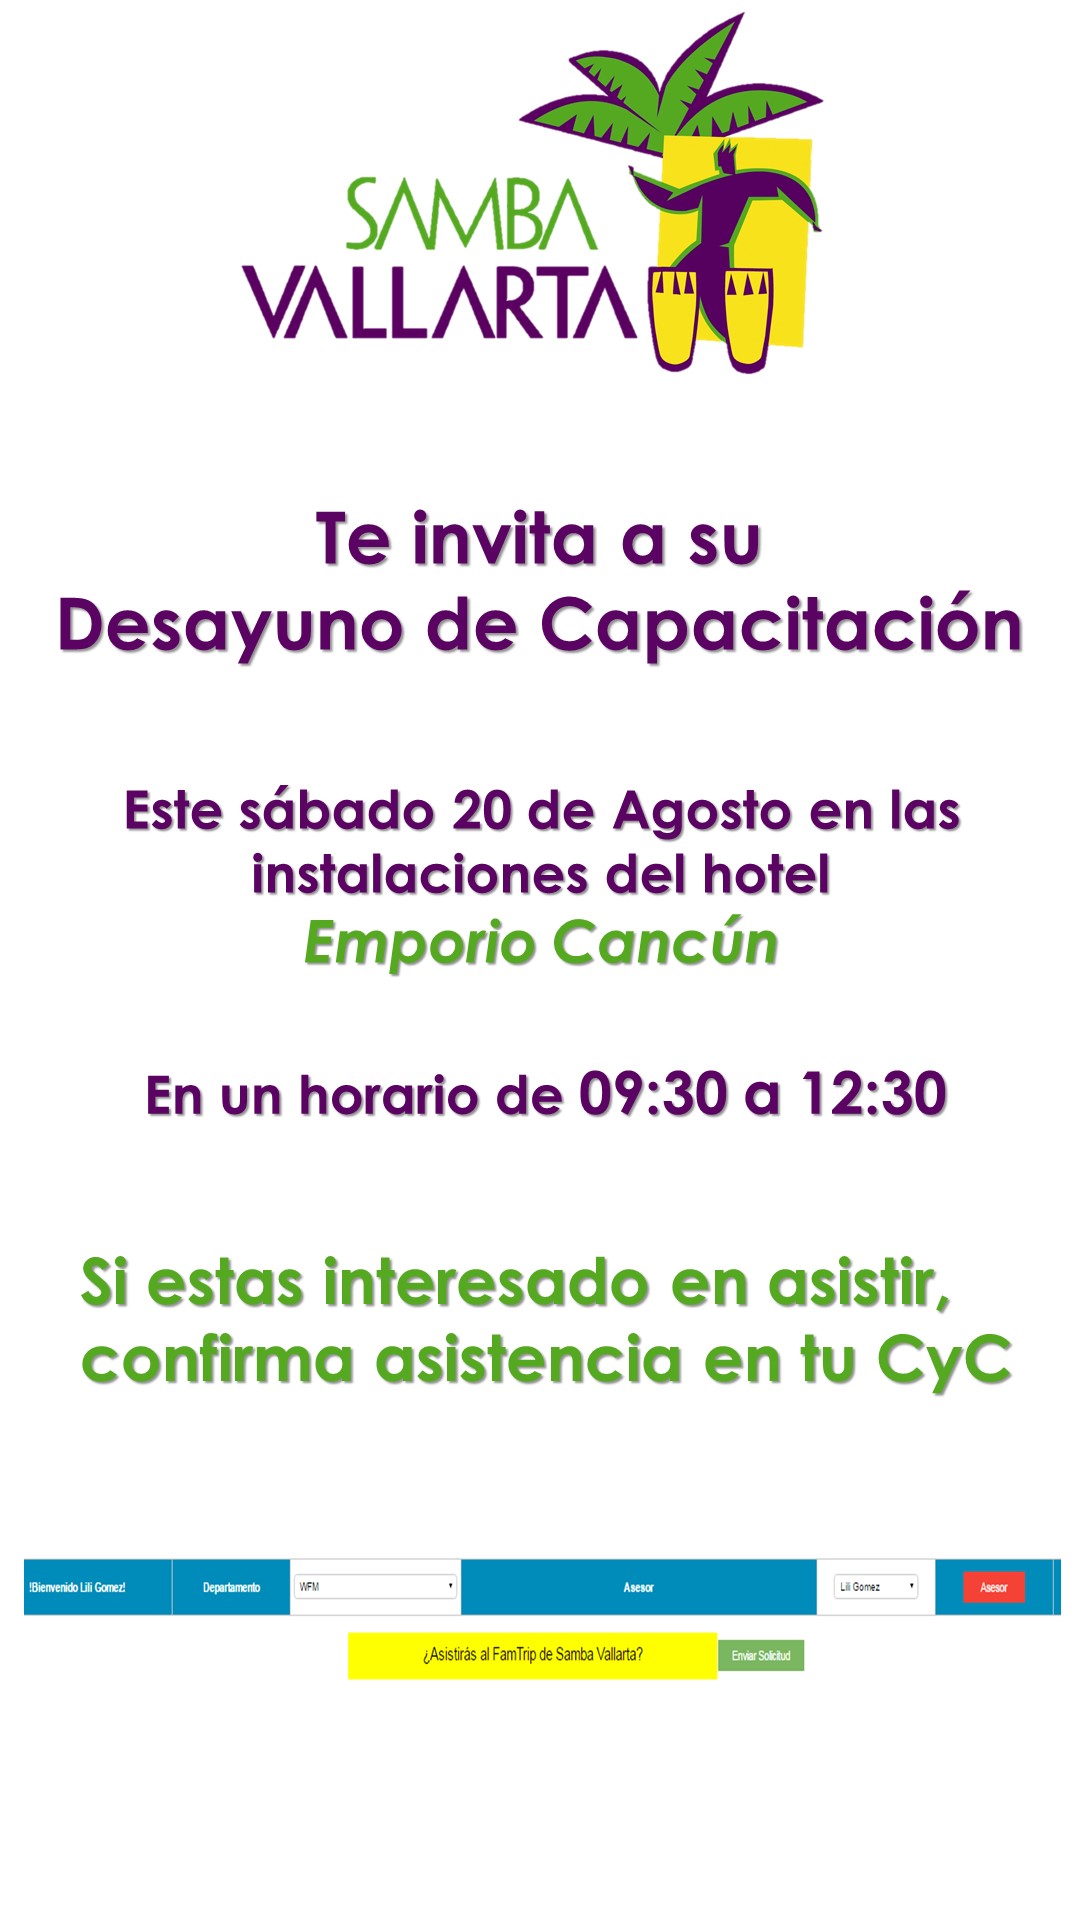 SAMBA
VALLARTA
Te invita a su
Desayuno de Capacitación
Este sábado 20 de Agosto en las
instalaciones del hotel
Emporio Cancún
En un horario de 09:30 a 12:30
Si estas interesado en asistir,
confirma asistencia en tu CyC
!Bienvenido Lili Gomez! Departamento WFM Asesor Lili Gomez Asesor
¿Asistirás al FamTrip de Samba Vallarta? Enviar Solicitud